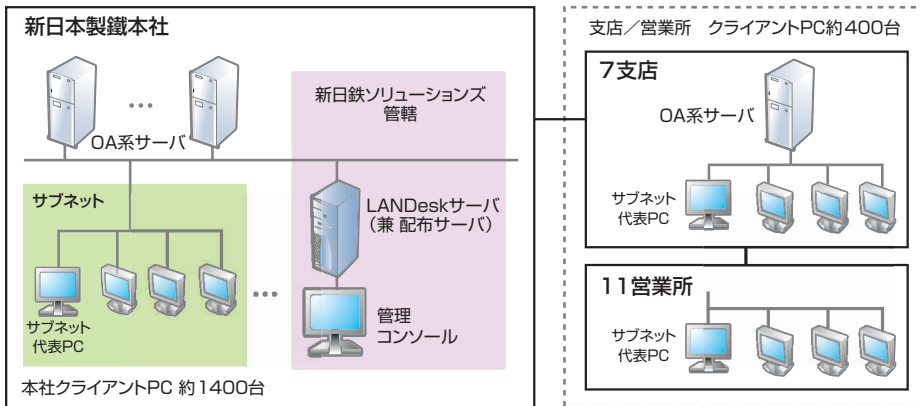 新日本製鐵本社
OA系サーバ
新日鉄ソリューションズ
管轄
サブネット
サブネット
代表PC
LANDeskサーバ
（兼 配布サーバ）
管理
コンソール
本社クライアントPC 約1400台
支店／営業所 クライアントPC約400台
7支店
OA系サーバ
サブネット
代表PC
11営業所
サブネット
代表PC